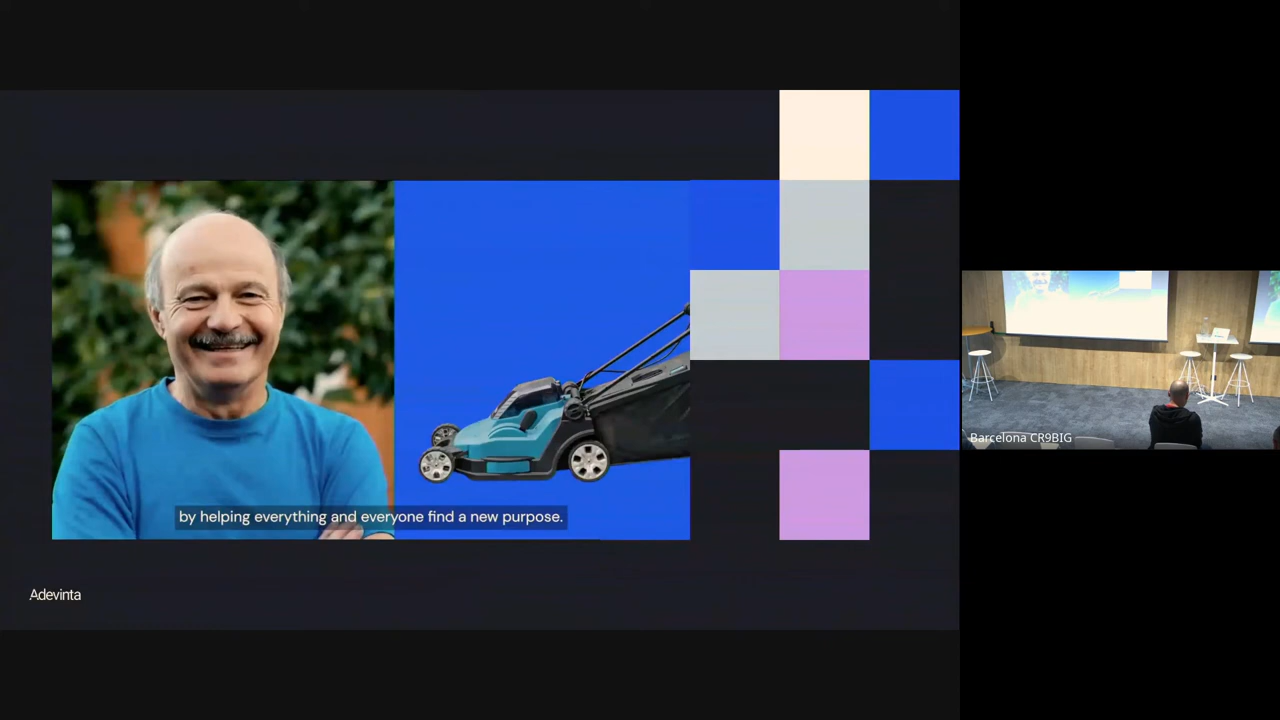 by helping everything and everyone find a new purpose.
Adevinta
Barcelona CR9BIG